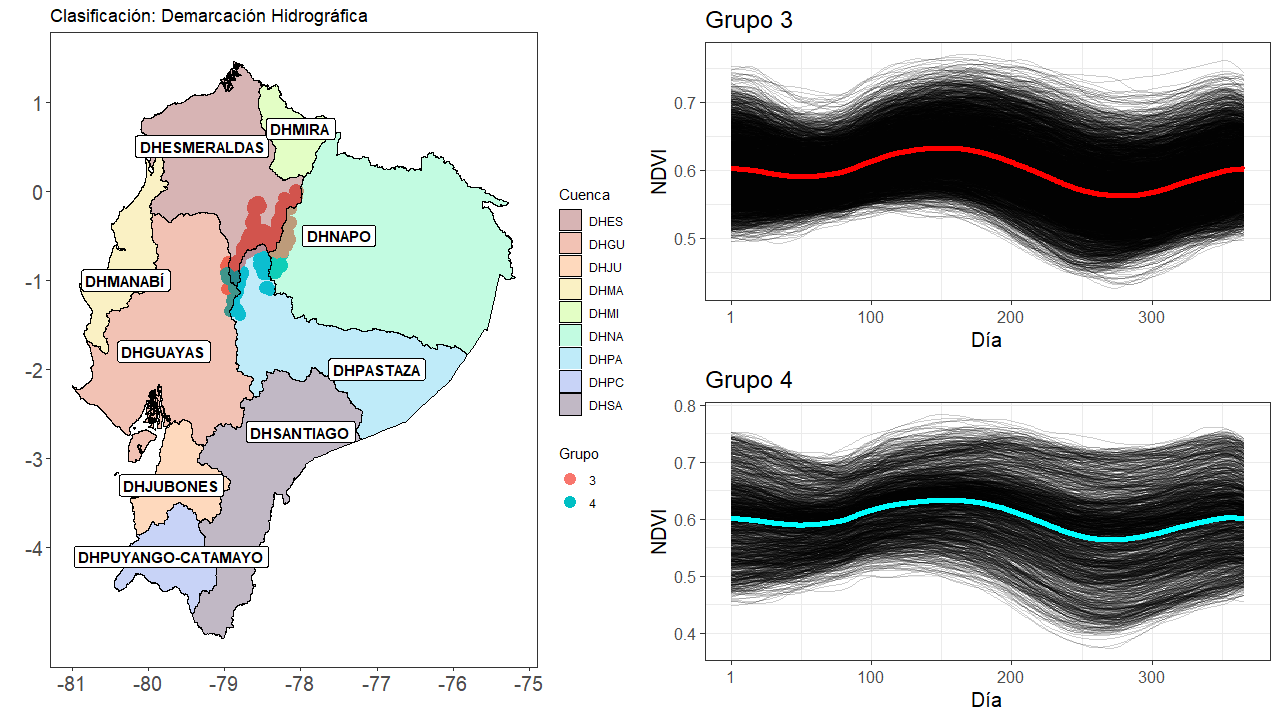 Clasificación: Demarcación Hidrográfica
1
0
-1
-2
-3
-4
-81
-80
-79
-78
-77
-76
-75
DHMIRA
DHESMERALDAS
DHNAPO
DHMANABÍ
DHGUAYAS
DHPASTAZA
DHSANTIAGO
DHJUBONES
DHPUYANGO-CATAMAYO
Cuenca
DHES
DHGU
DHJU
DHMA
DHMI
DHNA
DHPA
DHPC
DHSA
Grupo
3
4
Grupo 3
NDVI
0.7
0.6
0.5
1
100
200
300
Día
Grupo 4
NDVI
0.8
0.7
0.6
0.5
0.4
1
100
200
300
Día